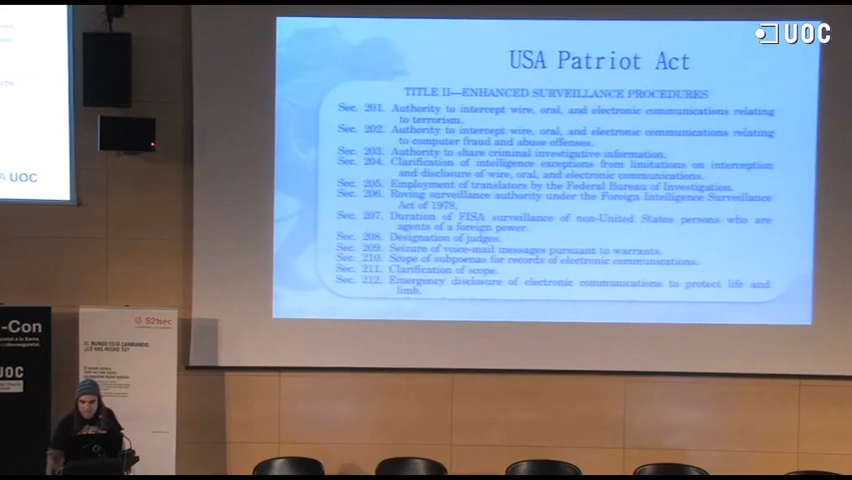 UOC
USA Patriot Act
TITLE II—ENHANCED SURVEILLANCE PROCEDURES
Sec. 201. Authority to intercept wire, oral, and electronic communications relating
to terrorism.
Sec. 202. Authority to intercept wire, oral, and electronic communications relating
to computer fraud and abuse offenses.
Sec. 203. Authority to share criminal investigative information.
Sec. 204. Clarification of intelligence exceptions from limitations on interception
and disclosure of wire, oral, and electronic communications.
Sec. 205. Employment of translators by the Federal Bureau of Investigation.
Sec. 206. Roving surveillance authority under the Foreign Intelligence Surveillance
Act of 1978.
Sec. 207. Duration of FISA surveillance of non-United States persons who are
agents of a foreign power.
Sec. 208. Designation of judges.
Sec. 209. Seizure of voice-mail messages pursuant to warrants.
Sec. 210. Scope of subpoenas for records of electronic communications.
Sec. 211. Clarification of scope.
Sec. 212. Emergency disclosure of electronic communications to protect life and
limb.
A UOC
-Con
UOC
S21sec
EL MUNDO ESTÁ CAMBIANDO.
¿LO HAS HECHO TÚ?